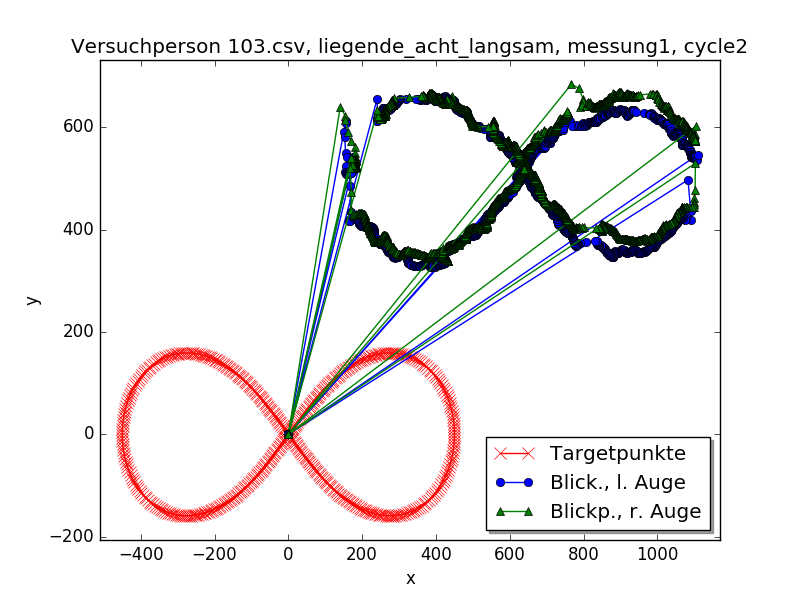 Versuchperson 103.csv, liegende_acht_langsam, messung1, cycle2
y
600
400
200
0
−200
−400
−200
0
200
400
600
800
1000
x
Targetpunkte
Blick., l. Auge
Blickp., r. Auge